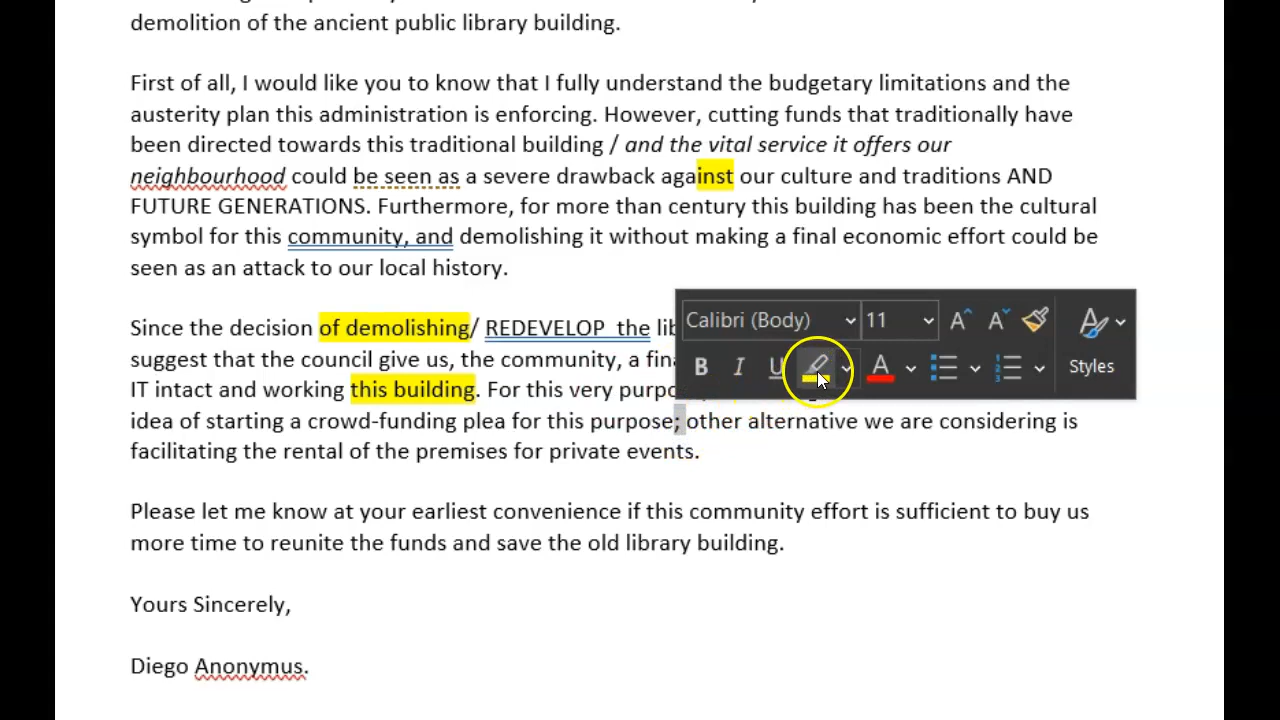 demolition of the ancient public library building.
First of all, I would like you to know that I fully understand the budgetary limitations and the
austerity plan this administration is enforcing. However, cutting funds that traditionally have
been directed towards this traditional building / and the vital service it offers our
neighbourhood could be seen as a severe drawback against our culture and traditions AND
FUTURE GENERATIONS. Furthermore, for more than century this building has been the cultural
symbol for this community, and demolishing it without making a final economic effort could be
seen as an attack to our local history.
Since the decision of demolishing/ REDEVELOP the
suggest that the council give us, the community, a
IT intact and working this building. For this very
idea of starting a crowd-funding plea for this purpose; other alternative we are considering is
facilitating the rental of the premises for private events.
Calibri (Body) 11 A A
B I U A Styles
Please let me know at your earliest convenience if this community effort is sufficient to buy us
more time to reunite the funds and save the old library building.
Yours Sincerely,
Diego Anonymus.